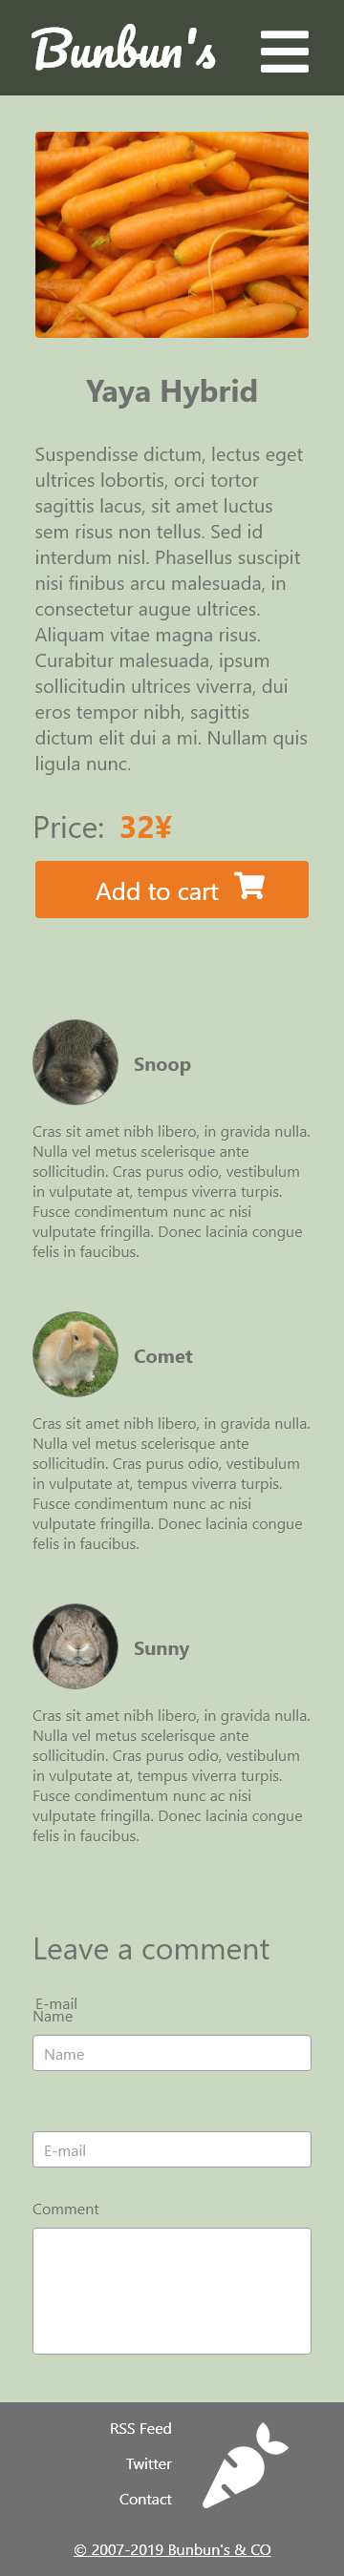 Bunbun's
Yaya Hybrid
Suspendisse dictum, lectus eget
ultrices lobortis, orci tortor
sagittis lacus, sit amet luctus
sem risus non tellus. Sed id
interdum nisl. Phasellus suscipit
nisi finibus arcu malesuada, in
consectetur augue ultrices.
Aliquam vitae magna risus.
Curabitur malesuada, ipsum
sollicitudin ultrices viverra, dui
eros tempor nibh, sagittis
dictum elit dui a mi. Nullam quis
ligula nunc.
Price: 32¥
Add to cart
Snoop
Cras sit amet nibh libero, in gravida nulla.
Nulla vel metus scelerisque ante
sollicitudin. Cras purus odio, vestibulum
in vulputate at, tempus viverra turpis.
Fusce condimentum nunc ac nisi
vulputate fringilla. Donec lacinia congue
felis in faucibus.
Comet
Cras sit amet nibh libero, in gravida nulla.
Nulla vel metus scelerisque ante
sollicitudin. Cras purus odio, vestibulum
in vulputate at, tempus viverra turpis.
Fusce condimentum nunc ac nisi
vulputate fringilla. Donec lacinia congue
felis in faucibus.
Sunny
Cras sit amet nibh libero, in gravida nulla.
Nulla vel metus scelerisque ante
sollicitudin. Cras purus odio, vestibulum
in vulputate at, tempus viverra turpis.
Fusce condimentum nunc ac nisi
vulputate fringilla. Donec lacinia congue
felis in faucibus.
Leave a comment
E-mail
Name
Name
E-mail
Comment
RSS Feed
Twitter
Contact
© 2007-2019 Bunbun's & CO